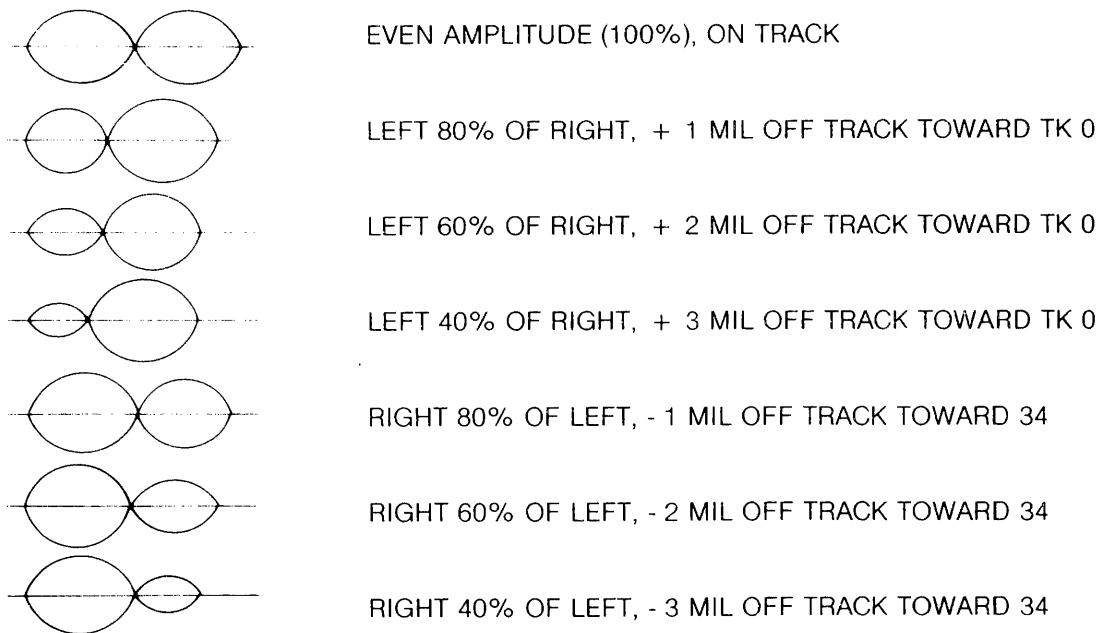 EVEN AMPLITUDE (100%), ON TRACK
LEFT 80% OF RIGHT, + 1 MIL OFF TRACK TOWARD TK 0
LEFT 60% OF RIGHT, + 2 MIL OFF TRACK TOWARD TK 0
LEFT 40% OF RIGHT, + 3 MIL OFF TRACK TOWARD TK 0
RIGHT 80% OF LEFT, - 1 MIL OFF TRACK TOWARD 34
RIGHT 60% OF LEFT, - 2 MIL OFF TRACK TOWARD 34
RIGHT 40% OF LEFT, - 3 MIL OFF TRACK TOWARD 34